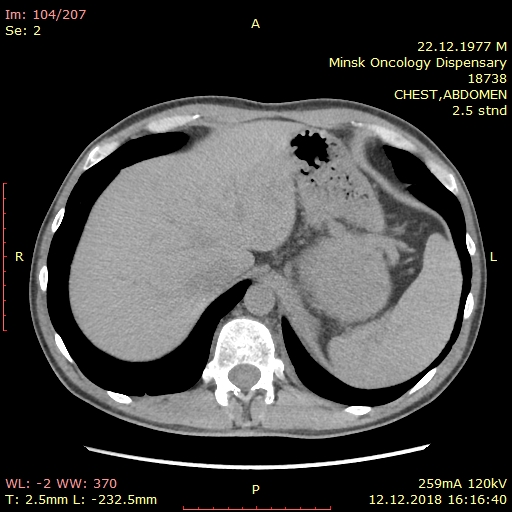 Im: 104/207
Se: 2
A
22.12.1977 M
Minsk Oncology Dispensary
18738
CHEST,ABDOMEN
2.5 stnd
R
L
WL: -2 WW: 370
T: 2.5mm L: -232.5mm
P
259mA 120kV
12.12.2018 16:16:40